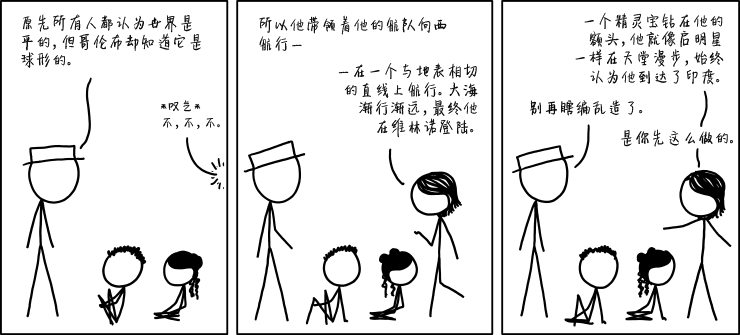 原先所有人都认为世界是
平的，但哥伦布却知道它是
球形的。
*叹气*
不，不，不。
所以他带领着他的舰队向西
航行—
—在一个与地表相切
的直线上航行。大海
渐行渐远，最终他
在维林诺登陆。
一个精灵宝钻在他的
额头，他就像启明星
一样在天堂漫步，始终
认为他到达了印度。
别再瞎编乱造了。
是你先这么做的。